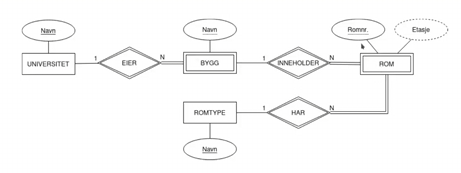 Navn
Navn
Romnr.
Etasje
UNIVERSITET
1
EIER
N
BYGG
1
INNEHOLDER
N
ROM
ROMTYPE
1
HAR
N
Navn